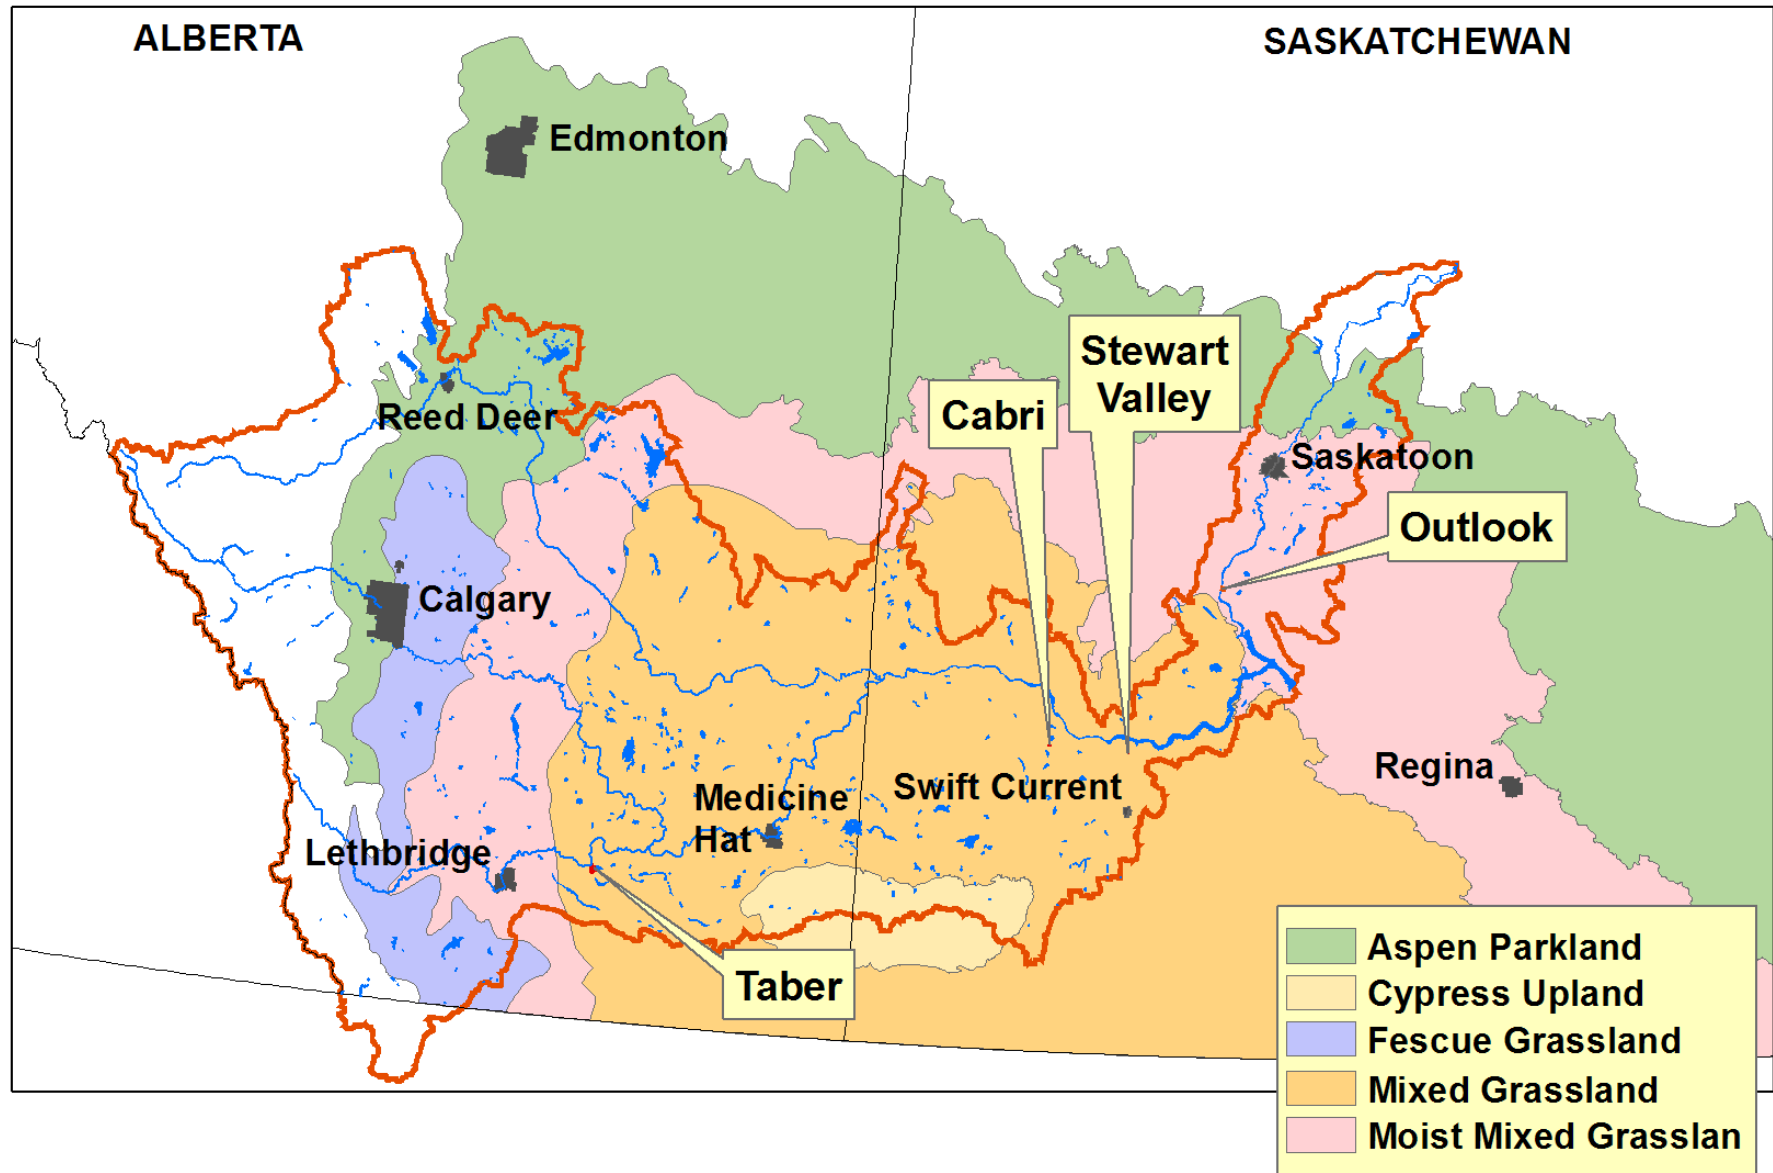 ALBERTA
SASKATCHEWAN
Edmonton
Stewart
Valley
Cabri
Reed Deer
Saskatoon
Outlook
Calgary
Regina
Swift Current
Medicine
Hat
Lethbridge
Taber
Aspen Parkland
Cypress Upland
Fescue Grassland
Mixed Grassland
Moist Mixed Grasslan